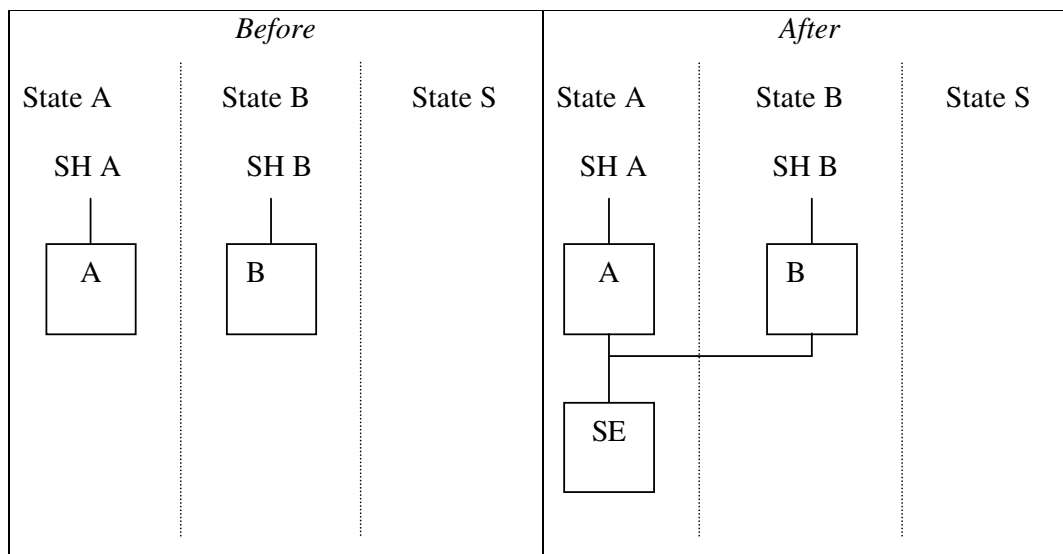 Before
State A State B State S
SH A SH B
A B
After
State A State B State S
SH A SH B
A B
SE